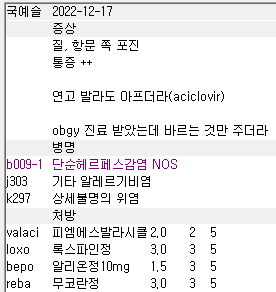 국예슬 2022-12-17
증상
질, 항문 쪽 포진
통증 ++
연고 발라도 아프더라(aciclovir)
obgy 진료 받았는데 바르는 것만 주더라
병명
b009-1 단순헤르페스감염 NOS
j303 기타 알레르기비염
k297 상세불명의 위염
처방
valaci 피엠에스발라시클 2.0 2 5
loxo 록스파인정 3.0 3 5
bepo 알리온정10mg 1.5 3 5
reba 무코란정 3.0 3 5